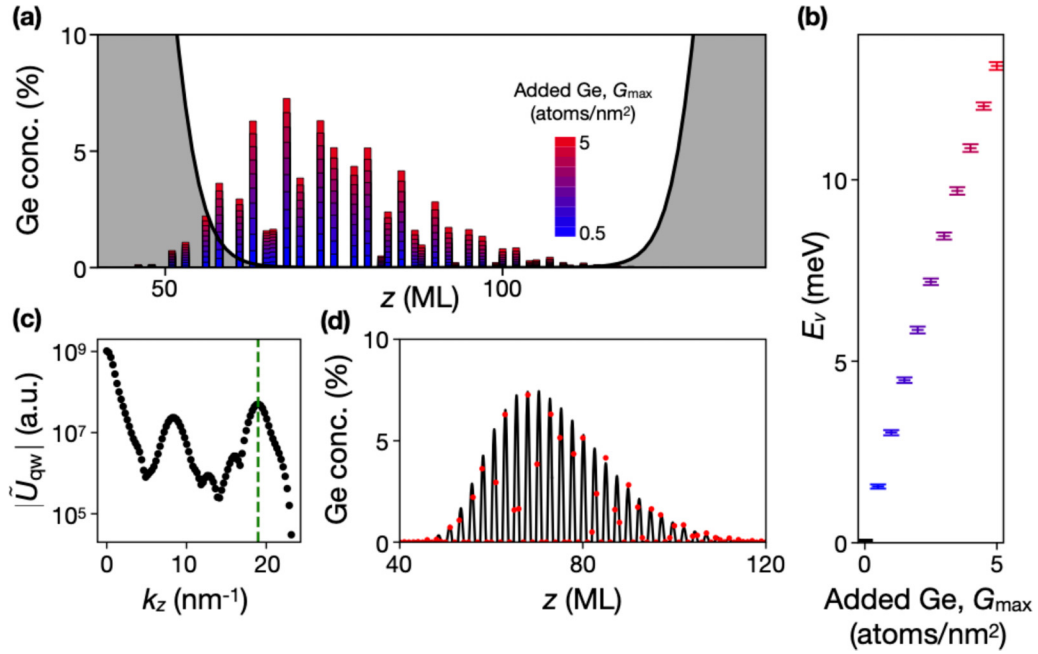 (a)
10
5
0
Ge conc. (%)
50
100
z (ML)
Added Ge, Gmax
(atoms/nm²)
5
0.5
(b)
10
5
0
Ev (meV)
0
5
Added Ge, Gmax
(atoms/nm²)
(c)
10⁹
10⁷
10⁵
|Ũqw| (a.u.)
0
10
20
kz (nm⁻¹)
(d)
10
5
0
Ge conc. (%)
40
80
120
z (ML)